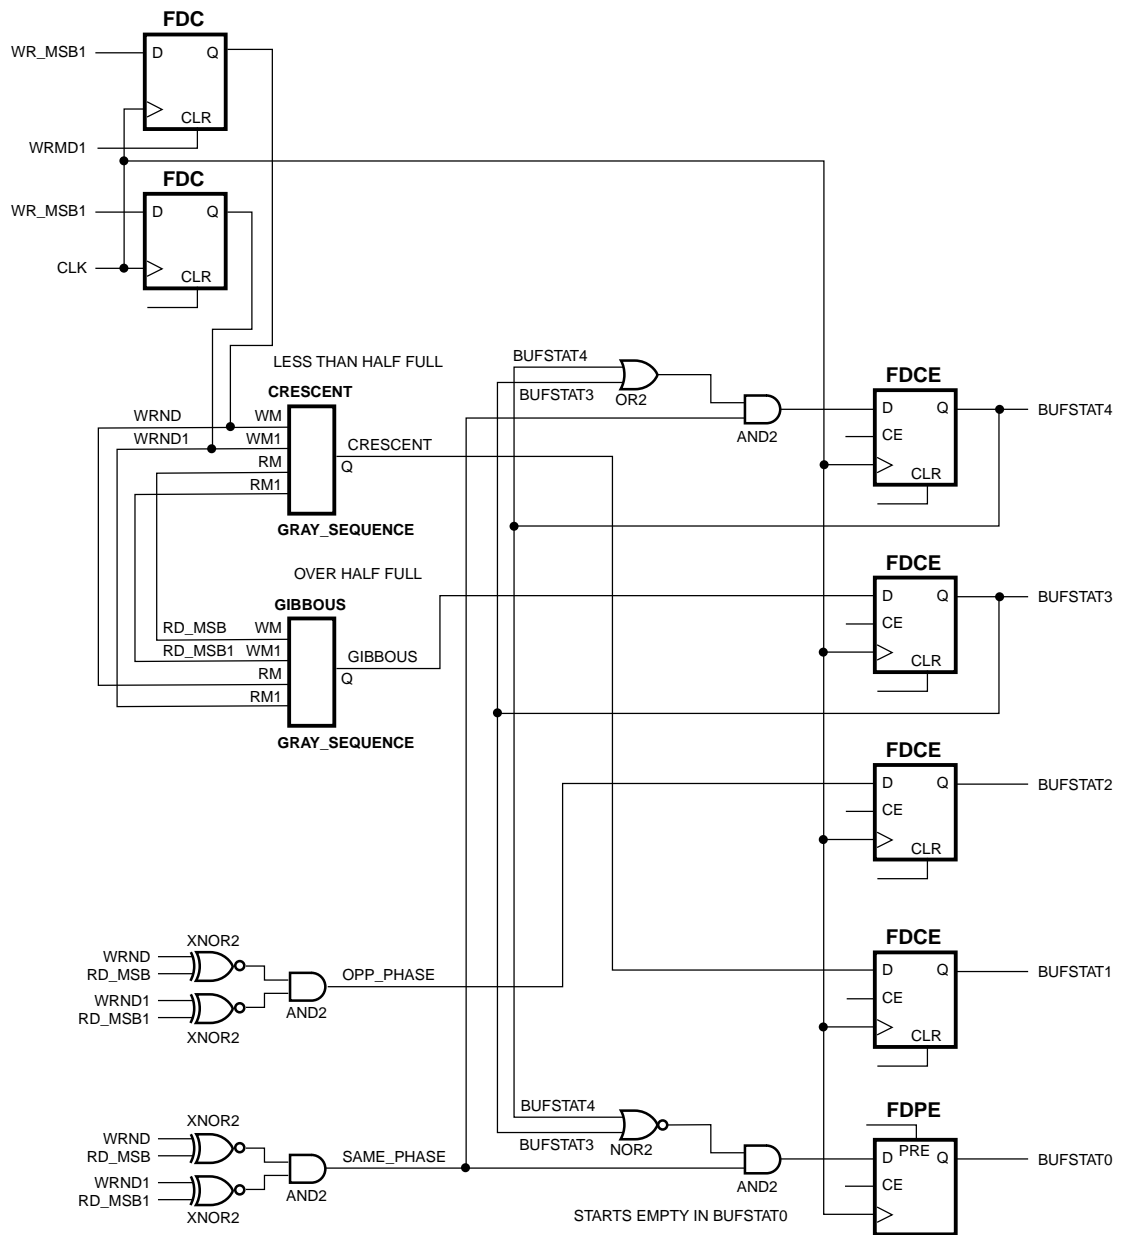 FDC
WR_MSB1
D
Q
CLR
WRMD1
FDC
WR_MSB1
D
Q
CLK
CLR
LESS THAN HALF FULL
CRESCENT
WRND
WM
WRND1
WM1
RM
RM1
CRESCENT
Q
GRAY_SEQUENCE
OVER HALF FULL
GIBBOUS
RD_MSB
WM
RD_MSB1
WM1
RM
RM1
GIBBOUS
Q
GRAY_SEQUENCE
BUFSTAT4
BUFSTAT3
OR2
AND2
FDCE
D
Q
CE
CLR
BUFSTAT4
FDCE
D
Q
CE
CLR
BUFSTAT3
FDCE
D
Q
CE
CLR
BUFSTAT2
XNOR2
WRND
RD_MSB
WRND1
RD_MSB1
XNOR2
AND2
OPP_PHASE
FDCE
D
Q
CE
CLR
BUFSTAT1
XNOR2
WRND
RD_MSB
WRND1
RD_MSB1
XNOR2
AND2
SAME_PHASE
BUFSTAT4
BUFSTAT3
NOR2
AND2
STARTS EMPTY IN BUFSTAT0
FDPE
D
PRE
Q
CE
BUFSTAT0